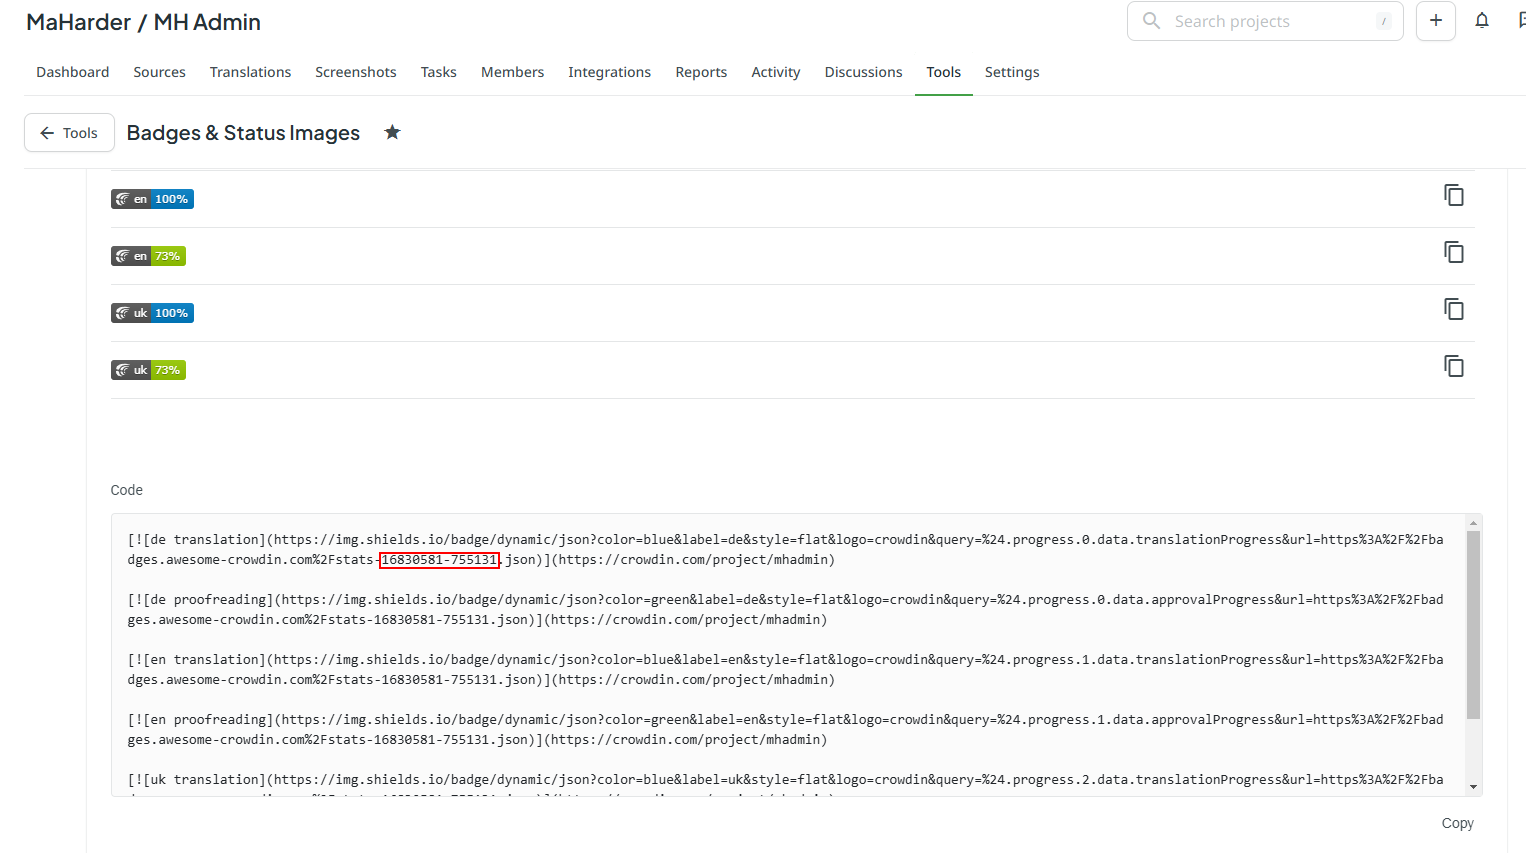 MaHarder / MH Admin
Search projects /
Dashboard Sources Translations Screenshots Tasks Members Integrations Reports Activity Discussions Tools Settings
Tools Badges & Status Images
en 100%
en 73%
uk 100%
uk 73%
Code
[![de translation](https://img.shields.io/badge/dynamic/json?color=blue&label=de&style=flat&logo=crowdin&query=%24.progress.0.data.translationProgress&url=https%3A%2F%2Fba
dges.awesome-crowdin.com%2Fstats-16830581-755131.json)](https://crowdin.com/project/mhadmin)
[![de proofreading](https://img.shields.io/badge/dynamic/json?color=green&label=de&style=flat&logo=crowdin&query=%24.progress.0.data.approvalProgress&url=https%3A%2F%2Fbad
ges.awesome-crowdin.com%2Fstats-16830581-755131.json)](https://crowdin.com/project/mhadmin)
[![en translation](https://img.shields.io/badge/dynamic/json?color=blue&label=en&style=flat&logo=crowdin&query=%24.progress.1.data.translationProgress&url=https%3A%2F%2Fba
dges.awesome-crowdin.com%2Fstats-16830581-755131.json)](https://crowdin.com/project/mhadmin)
[![en proofreading](https://img.shields.io/badge/dynamic/json?color=green&label=en&style=flat&logo=crowdin&query=%24.progress.1.data.approvalProgress&url=https%3A%2F%2Fbad
ges.awesome-crowdin.com%2Fstats-16830581-755131.json)](https://crowdin.com/project/mhadmin)
[![uk translation](https://img.shields.io/badge/dynamic/json?color=blue&label=uk&style=flat&logo=crowdin&query=%24.progress.2.data.translationProgress&url=https%3A%2F%2Fba
Copy